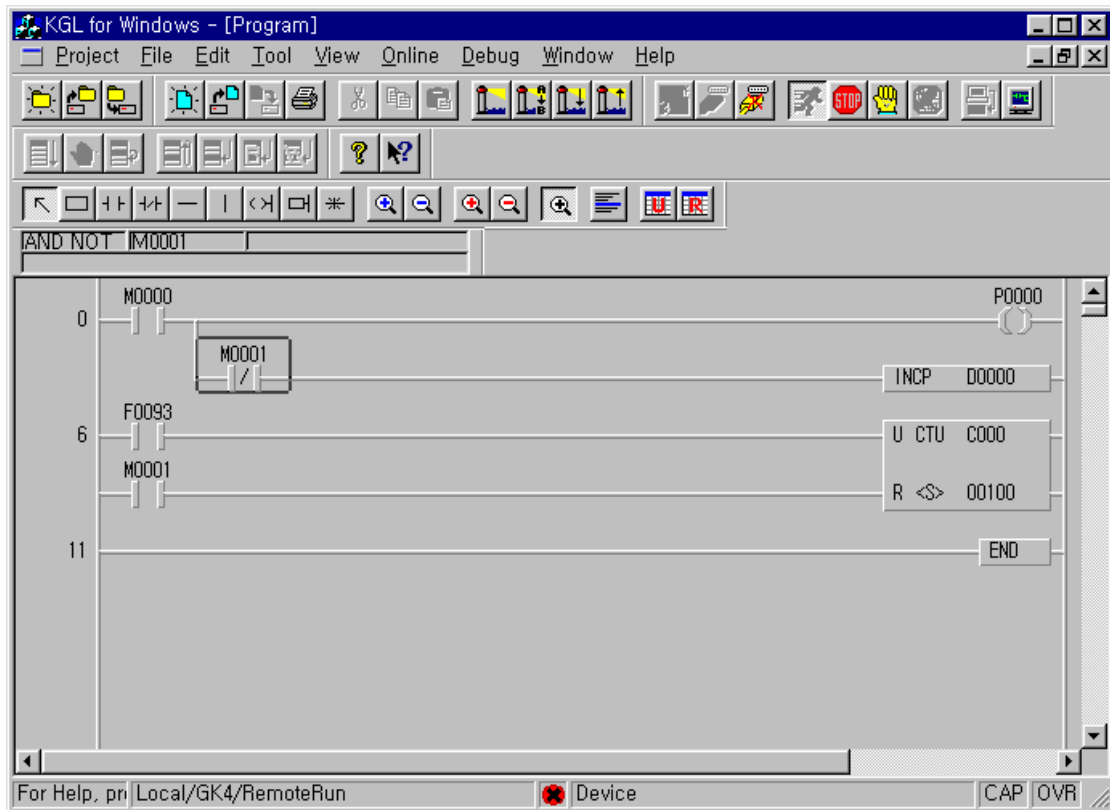 KGL for Windows - [Program]
Project File Edit Tool View Online Debug Window Help
STOP
U R
AND NOT M0001
M0000 P0000
0
M0001
INCP D0000
F0093
6 U CTU C000
M0001
R <S> 00100
11 END
For Help, pr Local/GK4/RemoteRun Device CAP OVR